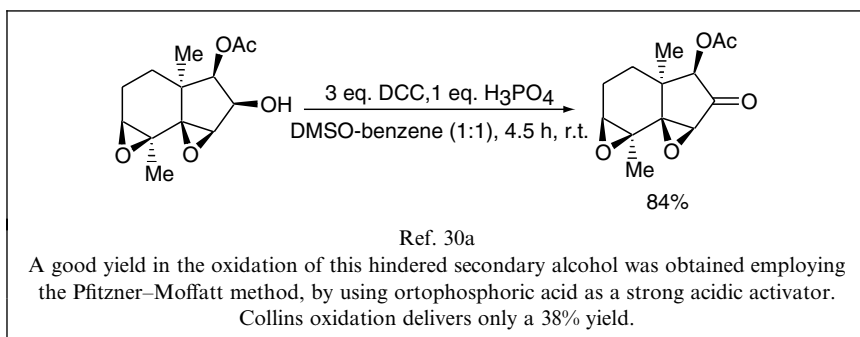 OAc
Me
OH
O
O
Me
3 eq. DCC,1 eq. H3PO4
DMSO-benzene (1:1), 4.5 h, r.t.
OAc
Me
O
O
O
Me
84%
Ref. 30a
A good yield in the oxidation of this hindered secondary alcohol was obtained employing
the Pfitzner–Moffatt method, by using ortophosphoric acid as a strong acidic activator.
Collins oxidation delivers only a 38% yield.